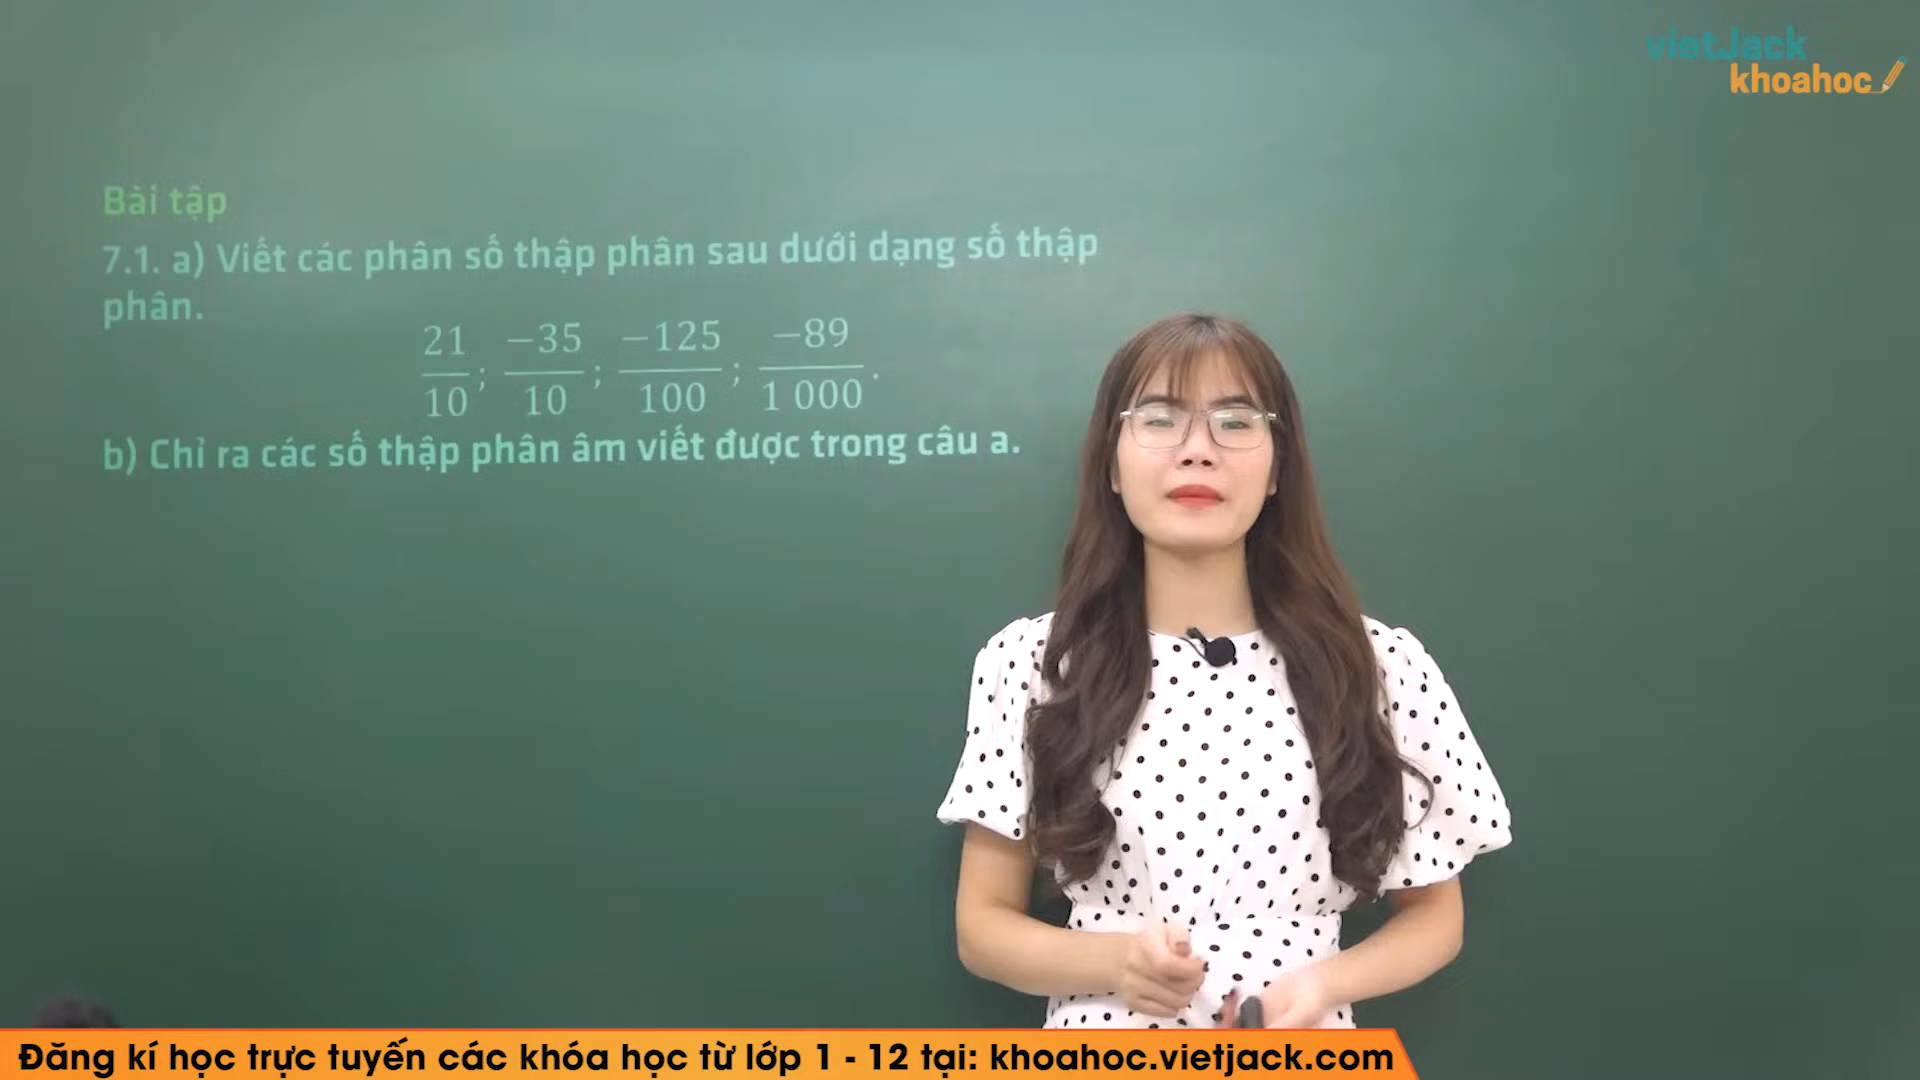 vietJack
khoahoc
Bài tập
7.1. a) Viết các phân số thập phân sau dưới dạng số thập
phân.
21/10; −35/10; −125/100; −89/1 000.
b) Chỉ ra các số thập phân âm viết được trong câu a.
Đăng kí học trực tuyến các khóa học từ lớp 1 - 12 tại: khoahoc.vietjack.com